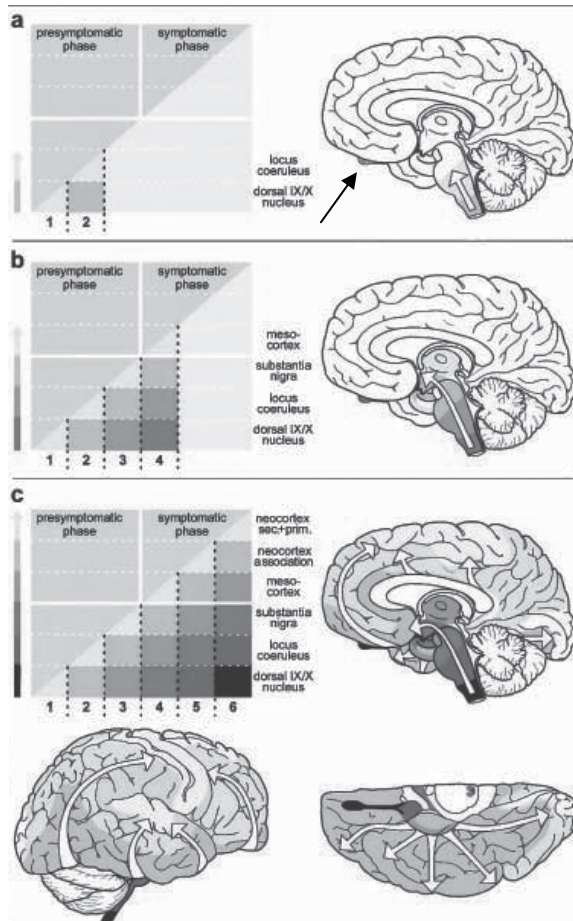 a
presymptomatic
phase
symptomatic
phase
locus
coeruleus
dorsal IX/X
nucleus
1 2
b
presymptomatic
phase
symptomatic
phase
meso-
cortex
substantia
nigra
locus
coeruleus
dorsal IX/X
nucleus
1 2 3 4
c
presymptomatic
phase
symptomatic
phase
neocortex
sec.+prim.
neocortex
association
meso-
cortex
substantia
nigra
locus
coeruleus
dorsal IX/X
nucleus
1 2 3 4 5 6